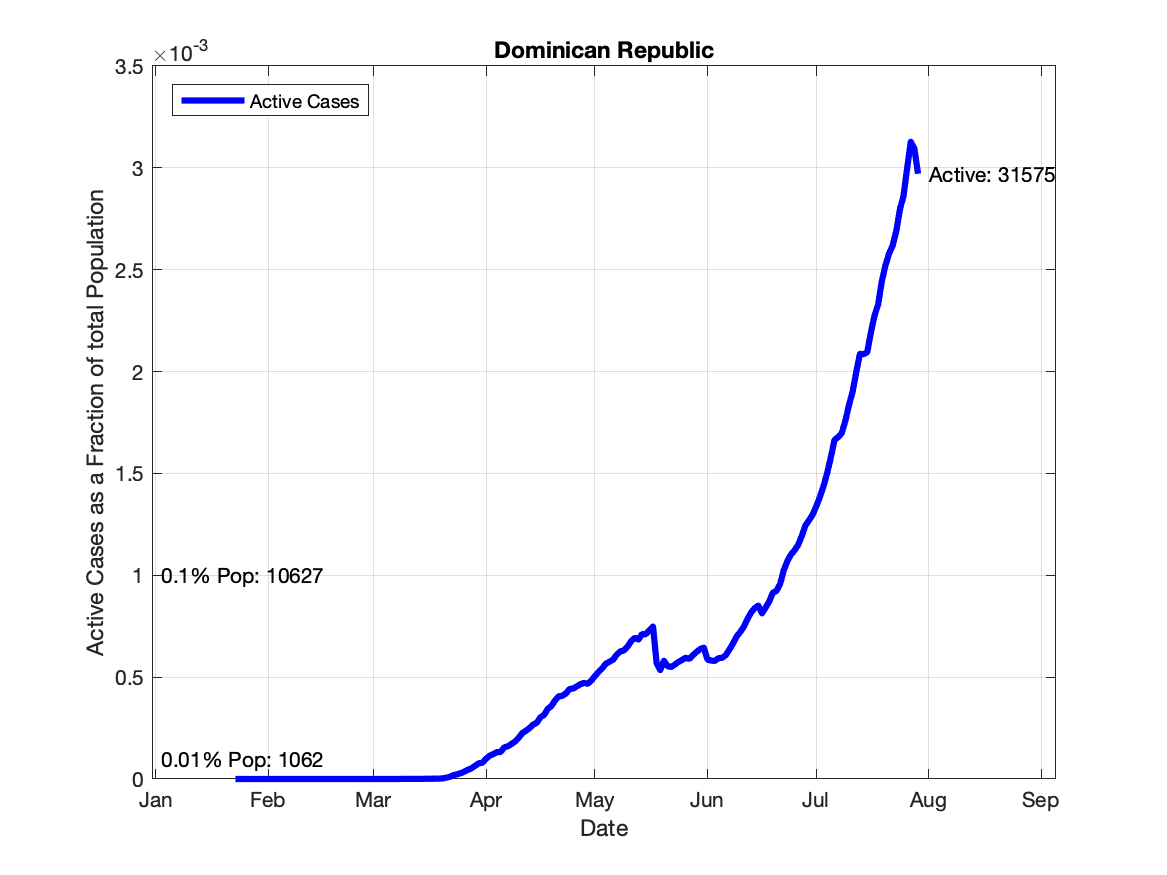 Dominican Republic
×10-3
3.5
3
2.5
2
1.5
1
0.5
0
Active Cases as a Fraction of total Population
Active Cases
Active: 31575
0.1% Pop: 10627
0.01% Pop: 1062
Jan Feb Mar Apr May Jun Jul Aug Sep
Date